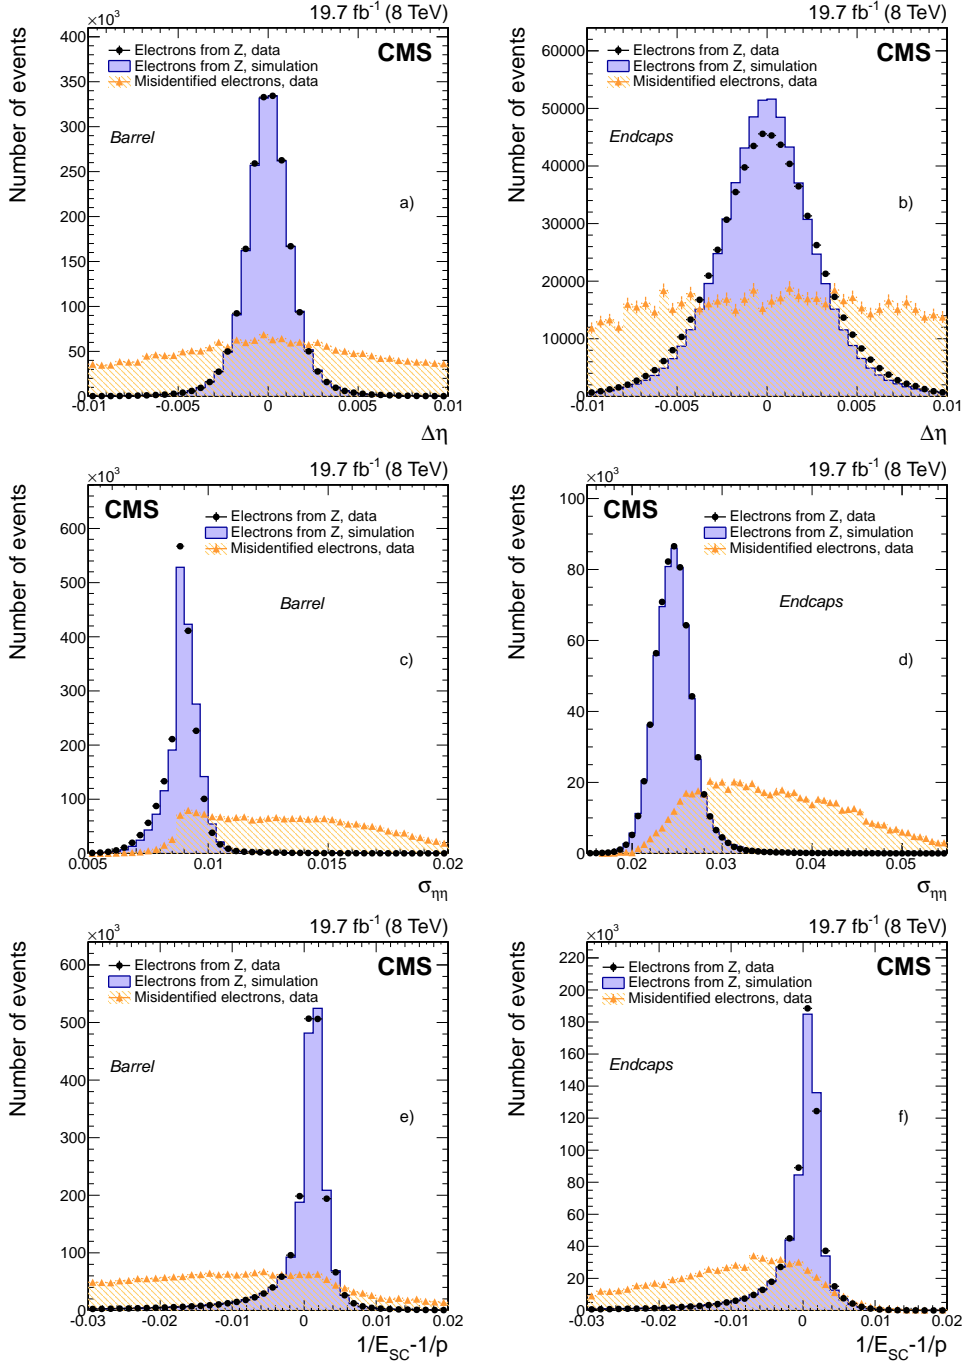 19.7 fb⁻¹ (8 TeV)
×10³
Number of events
400
350
300
250
200
150
100
50
0
Electrons from Z, data
Electrons from Z, simulation
Misidentified electrons, data
CMS
Barrel
a)
-0.01
-0.005
0
0.005
0.01
Δη
19.7 fb⁻¹ (8 TeV)
Number of events
60000
50000
40000
30000
20000
10000
0
Electrons from Z, data
Electrons from Z, simulation
Misidentified electrons, data
CMS
Endcaps
b)
-0.01
-0.005
0
0.005
0.01
Δη
19.7 fb⁻¹ (8 TeV)
×10³
Number of events
600
500
400
300
200
100
0
CMS
Electrons from Z, data
Electrons from Z, simulation
Misidentified electrons, data
Barrel
c)
0.005
0.01
0.015
0.02
σηη
19.7 fb⁻¹ (8 TeV)
×10³
Number of events
100
80
60
40
20
0
CMS
Electrons from Z, data
Electrons from Z, simulation
Misidentified electrons, data
Endcaps
d)
0.02
0.03
0.04
0.05
σηη
19.7 fb⁻¹ (8 TeV)
×10³
Number of events
600
500
400
300
200
100
0
Electrons from Z, data
Electrons from Z, simulation
Misidentified electrons, data
CMS
Barrel
e)
-0.03
-0.02
-0.01
0
0.01
0.02
1/E_SC-1/p
19.7 fb⁻¹ (8 TeV)
×10³
Number of events
220
200
180
160
140
120
100
80
60
40
20
0
Electrons from Z, data
Electrons from Z, simulation
Misidentified electrons, data
CMS
Endcaps
f)
-0.03
-0.02
-0.01
0
0.01
0.02
1/E_SC-1/p